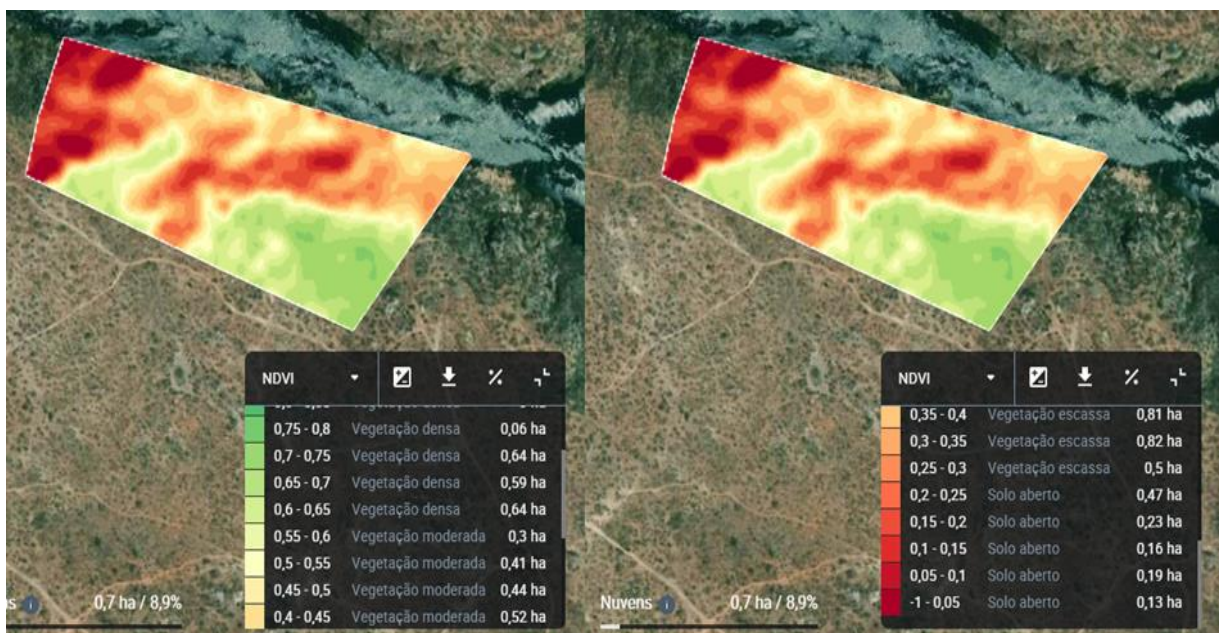 NDVI
0,75 - 0,8 Vegetação densa 0,06 ha
0,7 - 0,75 Vegetação densa 0,64 ha
0,65 - 0,7 Vegetação densa 0,59 ha
0,6 - 0,65 Vegetação densa 0,64 ha
0,55 - 0,6 Vegetação moderada 0,3 ha
0,5 - 0,55 Vegetação moderada 0,41 ha
0,45 - 0,5 Vegetação moderada 0,44 ha
0,4 - 0,45 Vegetação moderada 0,52 ha
0,7 ha / 8,9%
NDVI
0,35 - 0,4 Vegetação escassa 0,81 ha
0,3 - 0,35 Vegetação escassa 0,82 ha
0,25 - 0,3 Vegetação escassa 0,5 ha
0,2 - 0,25 Solo aberto 0,47 ha
0,15 - 0,2 Solo aberto 0,23 ha
0,1 - 0,15 Solo aberto 0,16 ha
0,05 - 0,1 Solo aberto 0,19 ha
-1 - 0,05 Solo aberto 0,13 ha
Nuvens i 0,7 ha / 8,9%